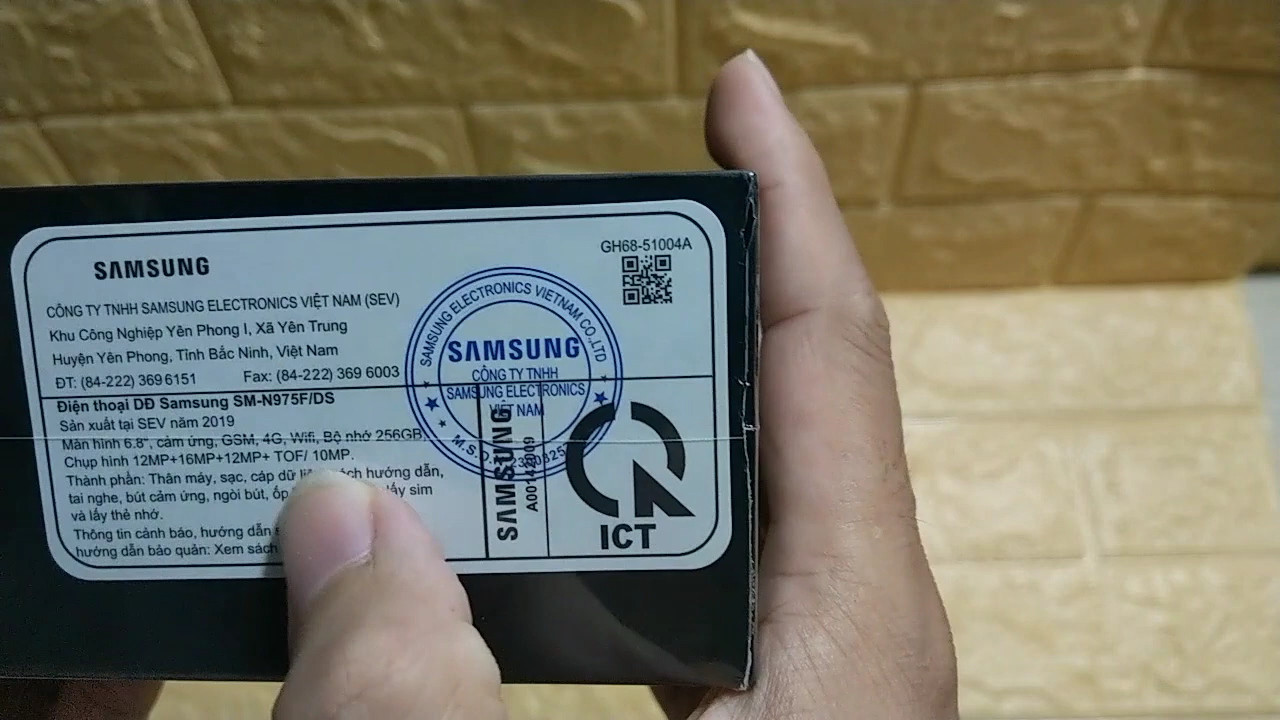 SAMSUNG
GH68-51004A
CÔNG TY TNHH SAMSUNG ELECTRONICS VIỆT NAM (SEV)
Khu Công Nghiệp Yên Phong I, Xã Yên Trung
Huyện Yên Phong, Tỉnh Bắc Ninh, Việt Nam
ĐT: (84-222) 3696151 Fax: (84-222) 369 6003
Điện thoại DĐ Samsung SM-N975F/DS
Sản xuất tại SEV năm 2019
Màn hình 6.8", cảm ứng, GSM, 4G, Wifi, Bộ nhớ 256GB,
Chụp hình 12MP+16MP+12MP+ TOF/ 10MP.
Thành phần: Thân máy, sạc, cáp dữ hướng dẫn,
tai nghe, bút cảm ứng, ngòi bút, ốp sim
và lấy thẻ nhớ.
Thông tin cảnh báo, hướng dẫn
hướng dẫn bảo quản: Xem sách
SAMSUNG ELECTRONICS VIETNAM CO.,LTD
SAMSUNG
CÔNG TY TNHH
SAMSUNG ELECTRONICS
VIỆT NAM
SAMSUNG
ICT